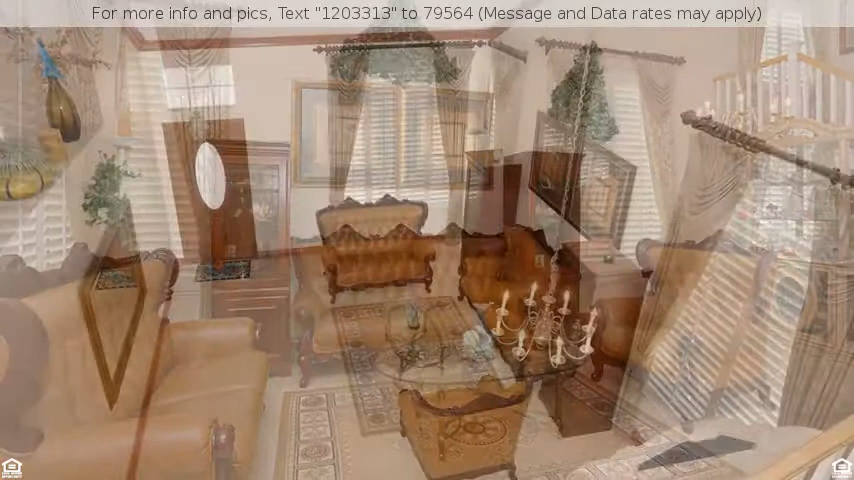 For more info and pics, Text "1203313" to 79564 (Message and Data rates may apply)